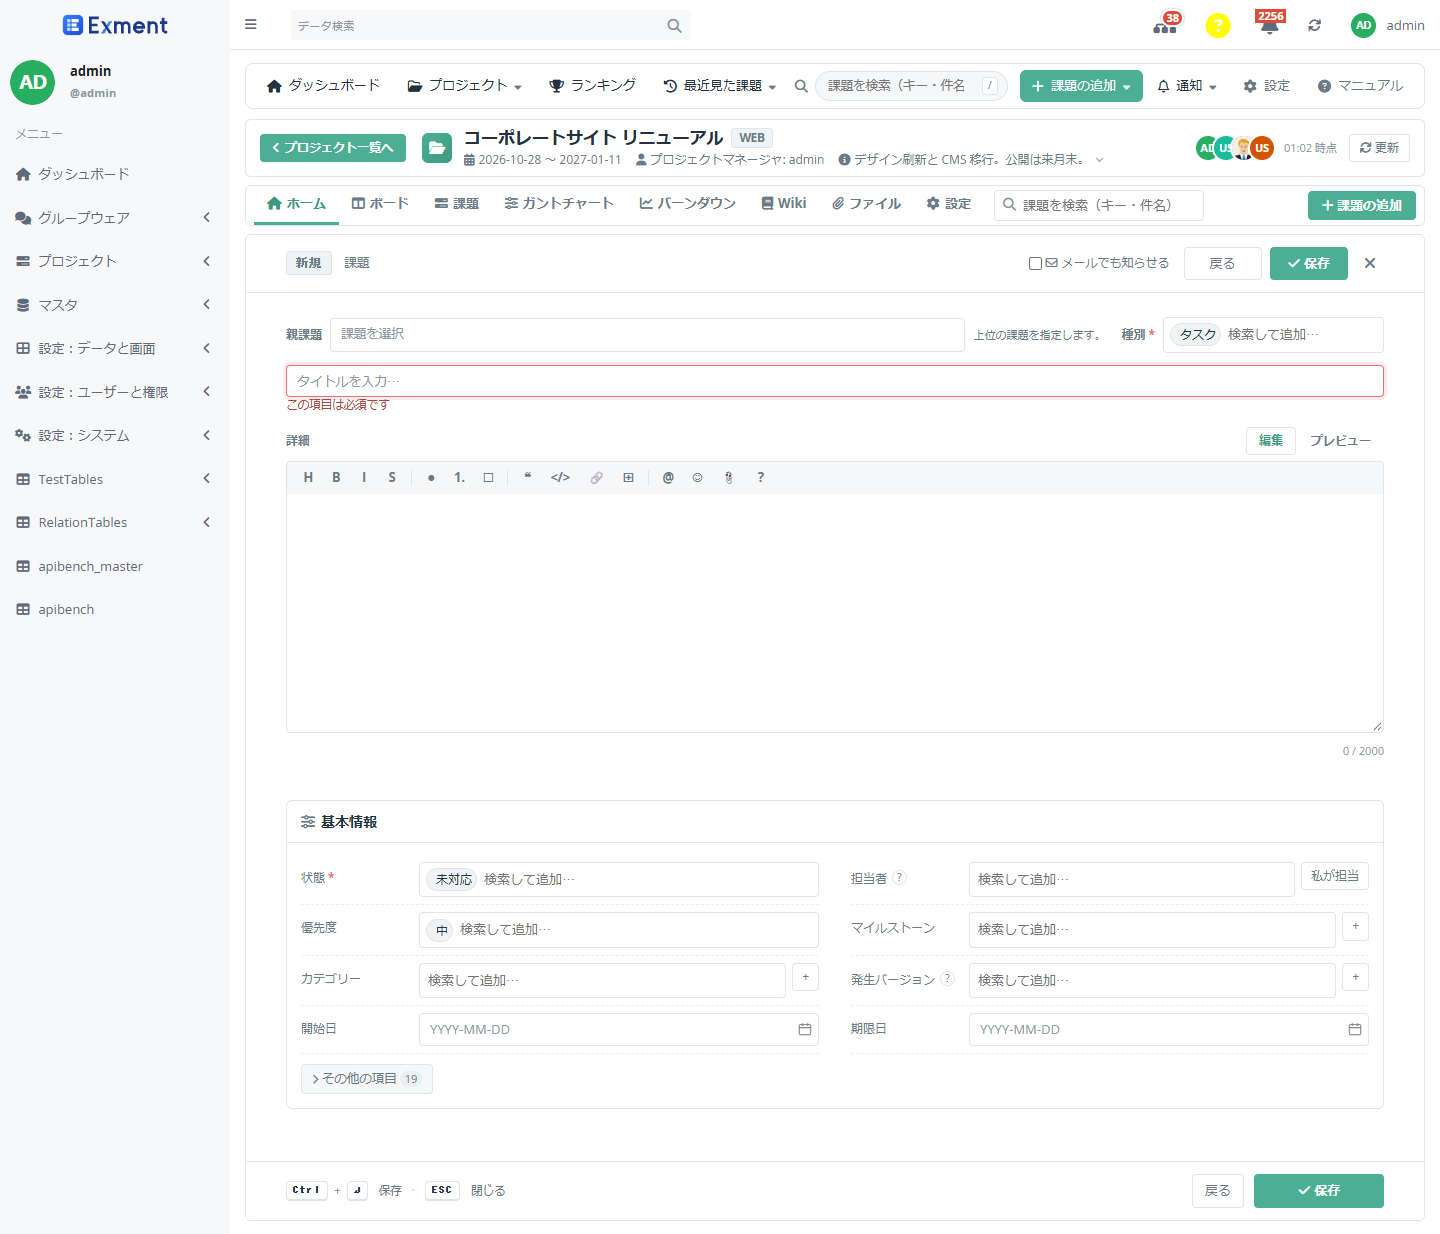 Exment
データ検索
38
?
2256
AD
admin
AD
admin
@admin
メニュー
ダッシュボード
グループウェア
プロジェクト
マスタ
設定：データと画面
設定：ユーザーと権限
設定：システム
TestTables
RelationTables
apibench_master
apibench
ダッシュボード
プロジェクト
ランキング
最近見た課題
課題を検索（キー・件名
/
課題の追加
通知
設定
マニュアル
プロジェクト一覧へ
コーポレートサイト リニューアル
WEB
2026-10-28 ～ 2027-01-11
プロジェクトマネージャ: admin
デザイン刷新と CMS 移行。公開は来月末。
US
01:02 時点
更新
ホーム
ボード
課題
ガントチャート
バーンダウン
Wiki
ファイル
設定
課題を検索（キー・件名）
課題の追加
新規
課題
メールでも知らせる
戻る
保存
親課題
課題を選択
上位の課題を指定します。
種別 *
タスク
検索して追加…
タイトルを入力…
この項目は必須です
詳細
編集
プレビュー
H B I S ● 1. ☐ ❝ </> @ ☺ ?
0 / 2000
基本情報
状態 *
未対応
検索して追加…
担当者 ?
検索して追加…
私が担当
優先度
中
検索して追加…
マイルストーン
検索して追加…
+
カテゴリー
検索して追加…
+
発生バージョン ?
検索して追加…
+
開始日
YYYY-MM-DD
期限日
YYYY-MM-DD
その他の項目 19
Ctrl + 保存 · ESC 閉じる
戻る
保存